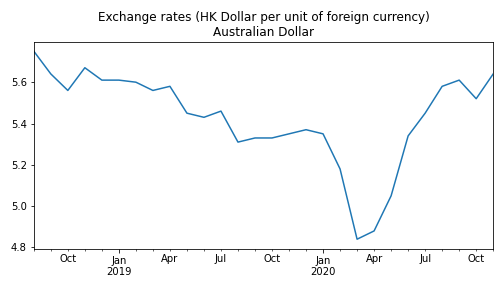 Exchange rates (HK Dollar per unit of foreign currency)
Australian Dollar
5.6
5.4
5.2
5.0
4.8
Oct Jan Apr Jul Oct Jan Apr Jul Oct
2019 2020